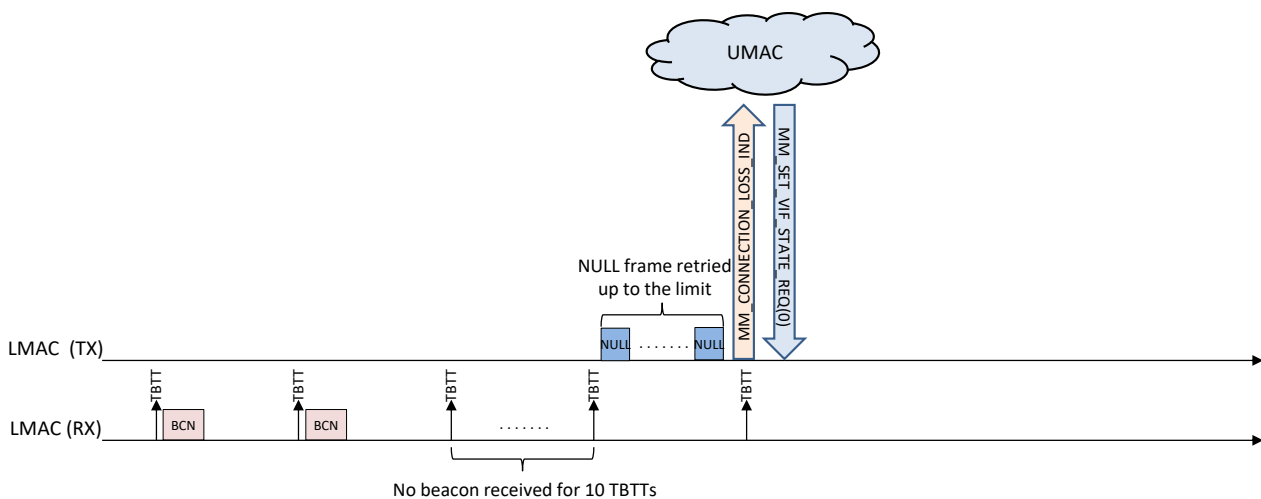 UMAC
MM_CONNECTION_LOSS_IND
MM_SET_VIF_STATE_REQ(0)
NULL frame retried
up to the limit
LMAC (TX)
NULL
. . . . . . .
NULL
TBTT
TBTT
TBTT
TBTT
TBTT
LMAC (RX)
BCN
BCN
. . . . . . .
No beacon received for 10 TBTTs